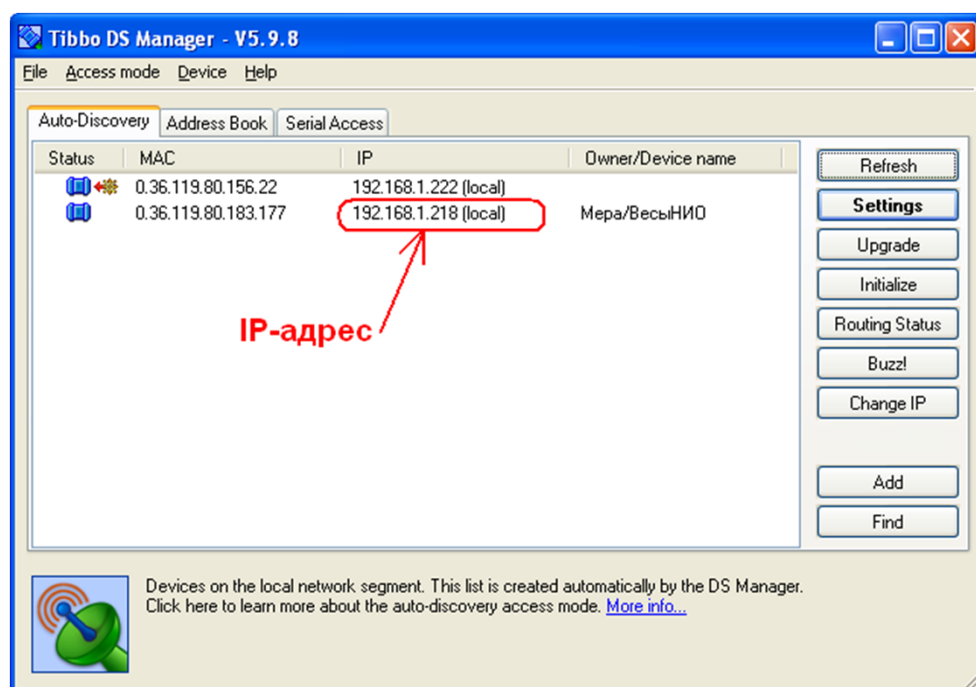 Tibbo DS Manager - V5.9.8
File Access mode Device Help
Auto-Discovery Address Book Serial Access
Status MAC IP Owner/Device name
0.36.119.80.156.22 192.168.1.222 (local)
0.36.119.80.183.177 192.168.1.218 (local) Мера/ВесыНИО
IP-адрес
Refresh
Settings
Upgrade
Initialize
Routing Status
Buzz!
Change IP
Add
Find
Devices on the local network segment. This list is created automatically by the DS Manager.
Click here to learn more about the auto-discovery access mode. More info...